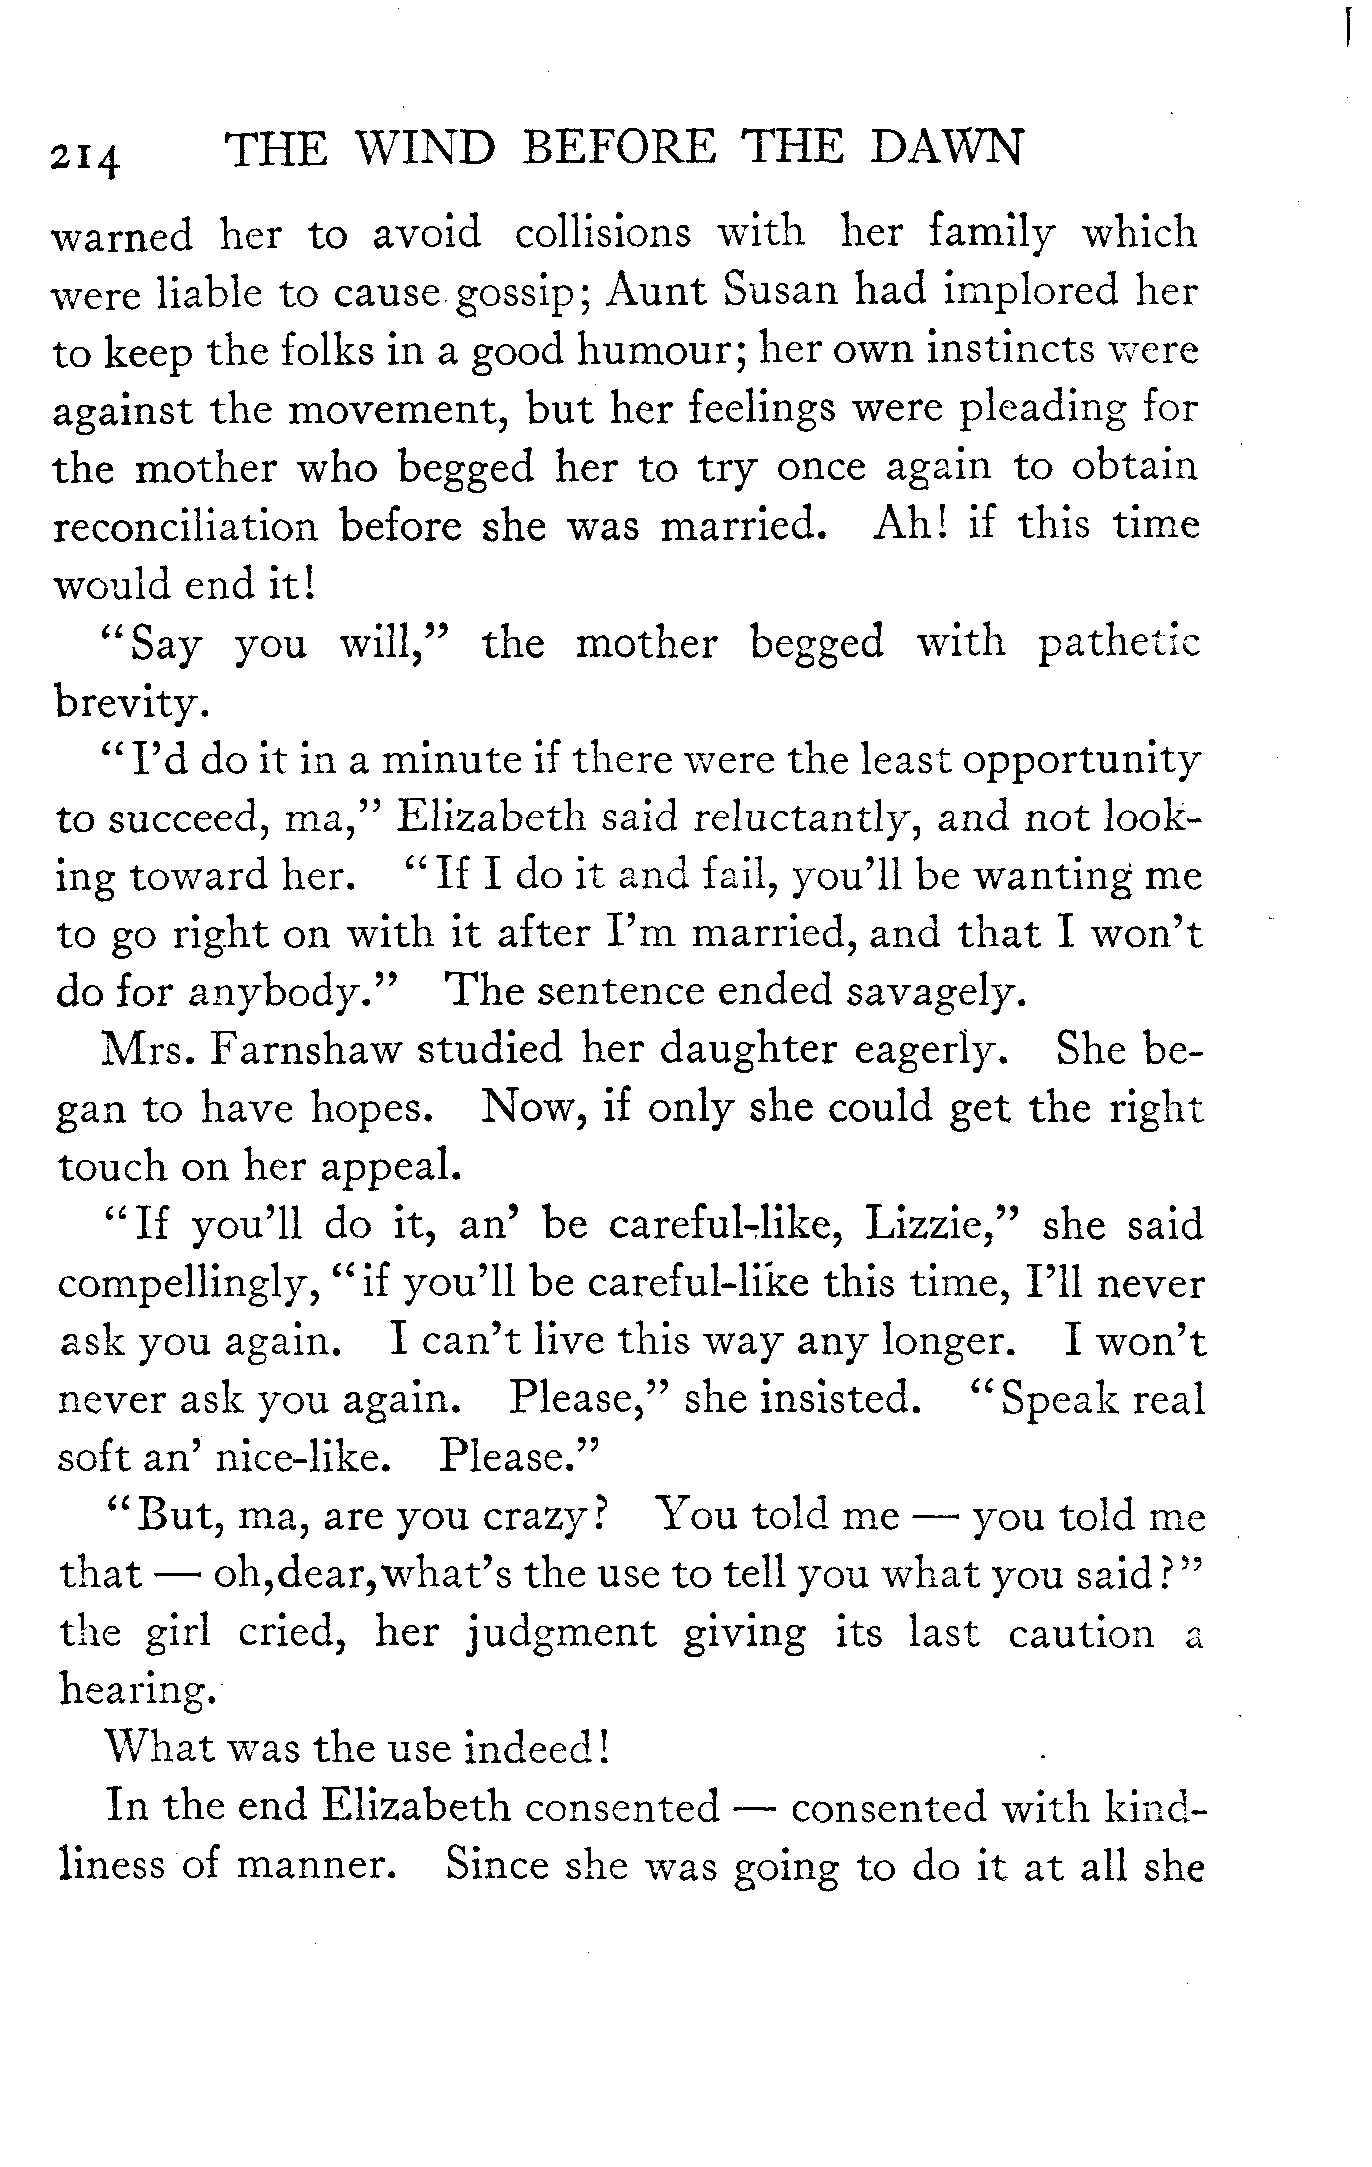 214 THE WIND BEFORE THE DAWN
warned her to avoid collisions with her family which
were liable to cause gossip; Aunt Susan had implored her
to keep the folks in a good humour; her own instincts were
against the movement, but her feelings were pleading for
the mother who begged her to try once again to obtain
reconciliation before she was married. Ah! if this time
would end it!
“Say you will,” the mother begged with pathetic
brevity.
“I’d do it in a minute if there were the least opportunity
to succeed, ma,” Elizabeth said reluctantly, and not look-
ing toward her. “If I do it and fail, you’ll be wanting me
to go right on with it after I’m married, and that I won’t
do for anybody.” The sentence ended savagely.
Mrs. Farnshaw studied her daughter eagerly. She be-
gan to have hopes. Now, if only she could get the right
touch on her appeal.
“If you’ll do it, an’ be careful-like, Lizzie,” she said
compellingly, “if you’ll be careful-like this time, I’ll never
ask you again. I can’t live this way any longer. I won’t
never ask you again. Please,” she insisted. “Speak real
soft an’ nice-like. Please.”
“But, ma, are you crazy? You told me — you told me
that — oh,dear,what’s the use to tell you what you said?”
the girl cried, her judgment giving its last caution a
hearing.
What was the use indeed!
In the end Elizabeth consented — consented with kind-
liness of manner. Since she was going to do it at all she